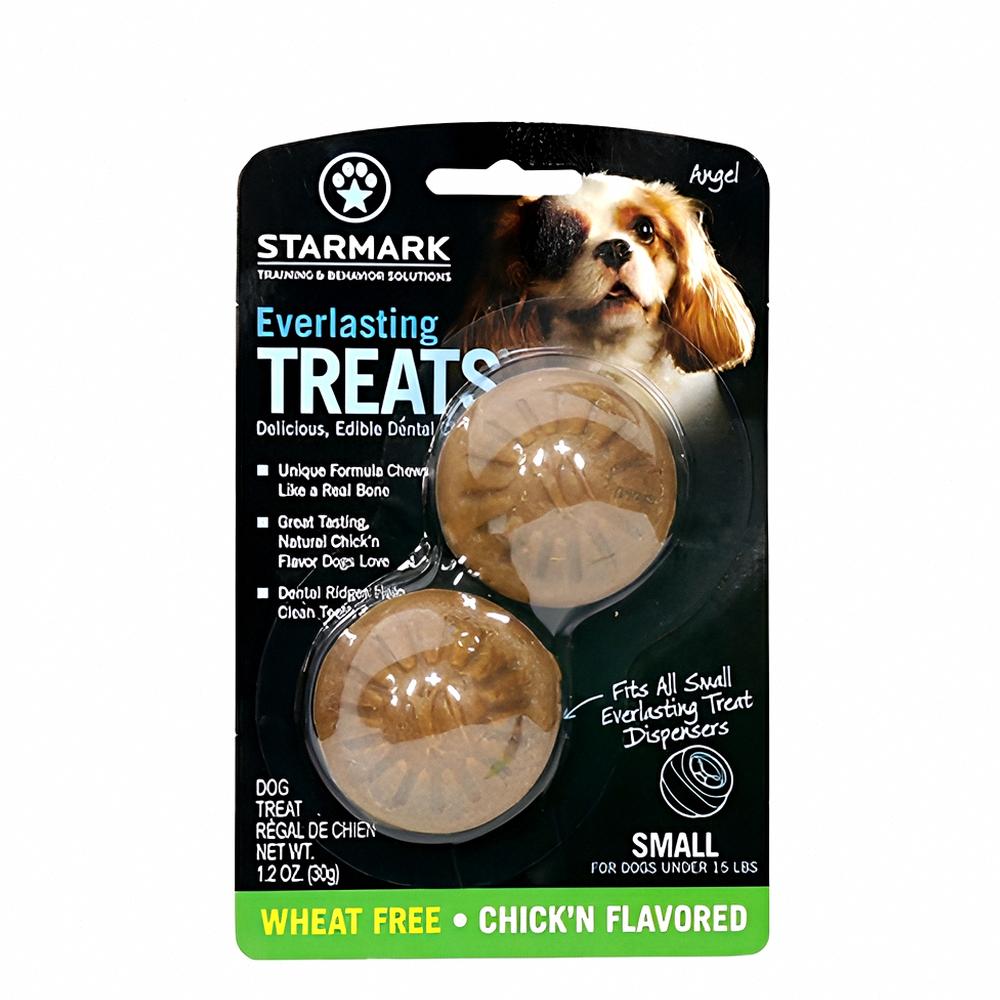 Angel
STARMARK
TRAINING & BEHAVIOR SOLUTIONS
Everlasting
TREATS
Delicious, Edible Dental
Unique Formula Chews
Like a Real Bone
Great Tasting,
Natural Chick'n
Flavor Dogs Love
Dental Ridges Help
Clean Teeth
Fits All Small
Everlasting Treat
Dispensers
DOG
TREAT
RÉGAL DE CHIEN
NET WT.
1.2 OZ. (30g)
SMALL
FOR DOGS UNDER 15 LBS
WHEAT FREE • CHICK'N FLAVORED